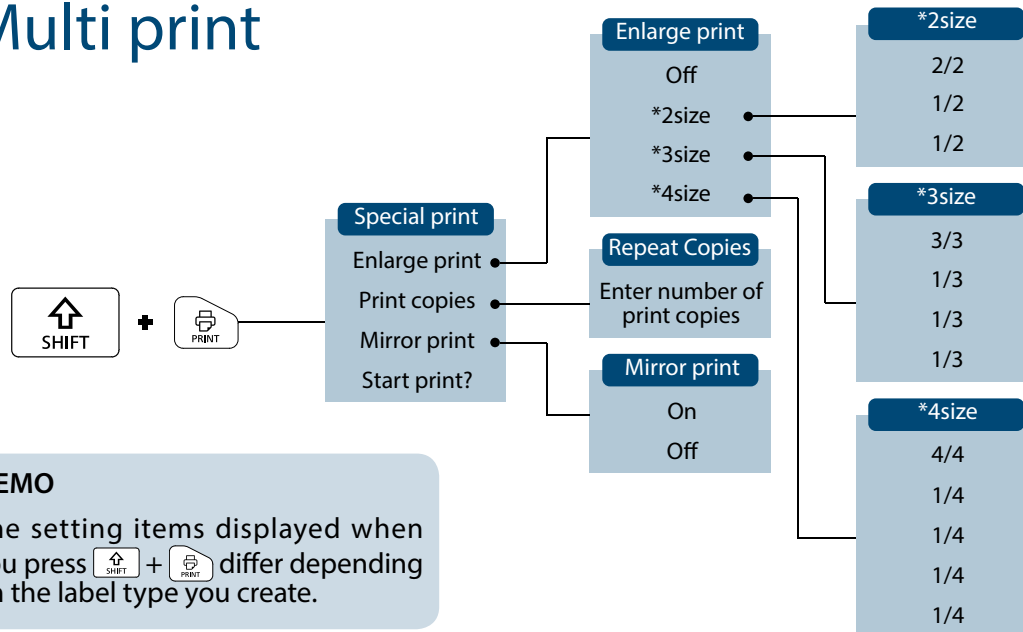 Multi print
SHIFT
PRINT
Special print
Enlarge print
Print copies
Mirror print
Start print?
Enlarge print
Off
*2size
*3size
*4size
Repeat Copies
Enter number of
print copies
Mirror print
On
Off
*2size
2/2
1/2
1/2
*3size
3/3
1/3
1/3
1/3
*4size
4/4
1/4
1/4
1/4
1/4
EMO
he setting items displayed when
ou press SHIFT + PRINT differ depending
n the label type you create.